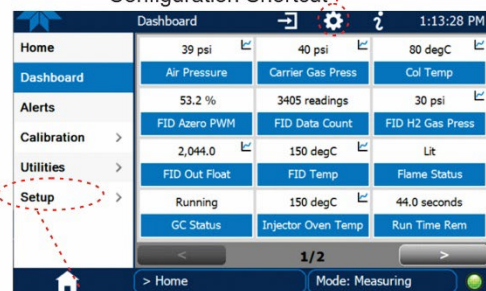 Configuration Shortcut
Dashboard 1:13:28 PM
Home
Dashboard
Alerts
Calibration >
Utilities >
Setup >
39 psi 40 psi 80 degC
Air Pressure Carrier Gas Press Col Temp
53.2 % 3405 readings 30 psi
FID Azero PWM FID Data Count FID H2 Gas Press
2,044.0 150 degC Lit
FID Out Float FID Temp Flame Status
Running 150 degC 44.0 seconds
GC Status Injector Oven Temp Run Time Rem
< 1/2 >
> Home Mode: Measuring